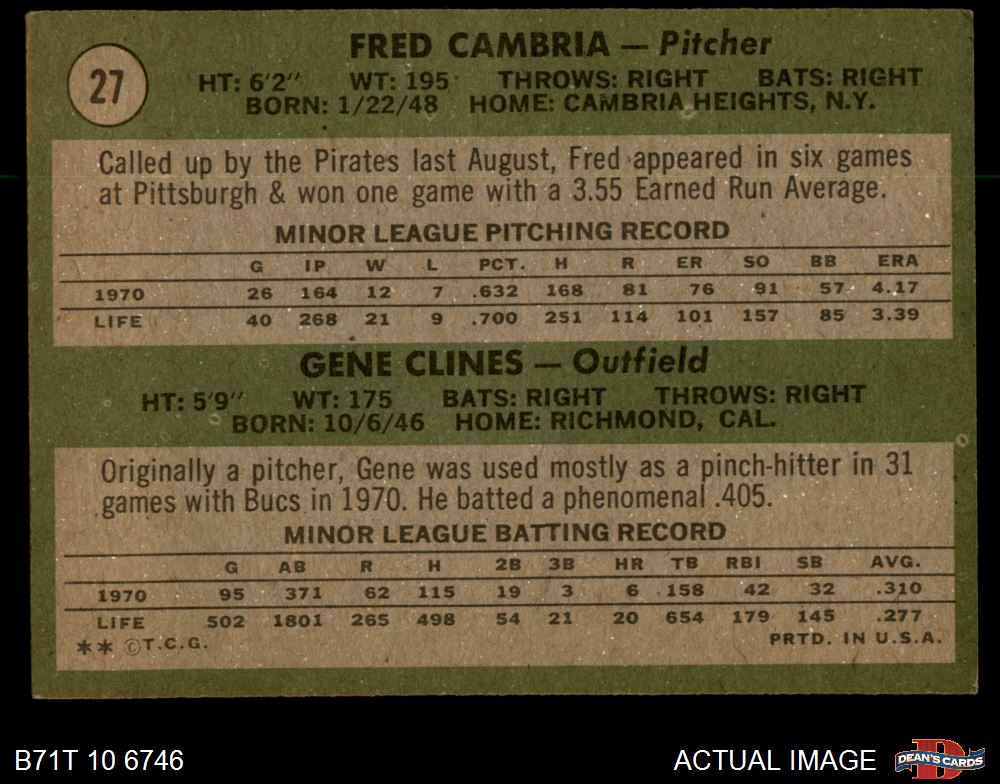 27
FRED CAMBRIA — Pitcher
HT: 6'2" WT: 195 THROWS: RIGHT BATS: RIGHT
BORN: 1/22/48 HOME: CAMBRIA HEIGHTS, N.Y.
Called up by the Pirates last August, Fred appeared in six games
at Pittsburgh & won one game with a 3.55 Earned Run Average.
MINOR LEAGUE PITCHING RECORD
G IP W L PCT. H R ER SO BB ERA
1970 26 164 12 7 .632 168 81 76 91 57 4.17
LIFE 40 268 21 9 .700 251 114 101 157 85 3.39
GENE CLINES — Outfield
HT: 5'9" WT: 175 BATS: RIGHT THROWS: RIGHT
BORN: 10/6/46 HOME: RICHMOND, CAL.
Originally a pitcher, Gene was used mostly as a pinch-hitter in 31
games with Bucs in 1970. He batted a phenomenal .405.
MINOR LEAGUE BATTING RECORD
G AB R H 2B 3B HR TB RBI SB AVG.
1970 95 371 62 115 19 3 6 158 42 32 .310
LIFE 502 1801 265 498 54 21 20 654 179 145 .277
** ©T.C.G. PRTD. IN U.S.A.
B71T 10 6746 ACTUAL IMAGE D DEAN'S CARDS